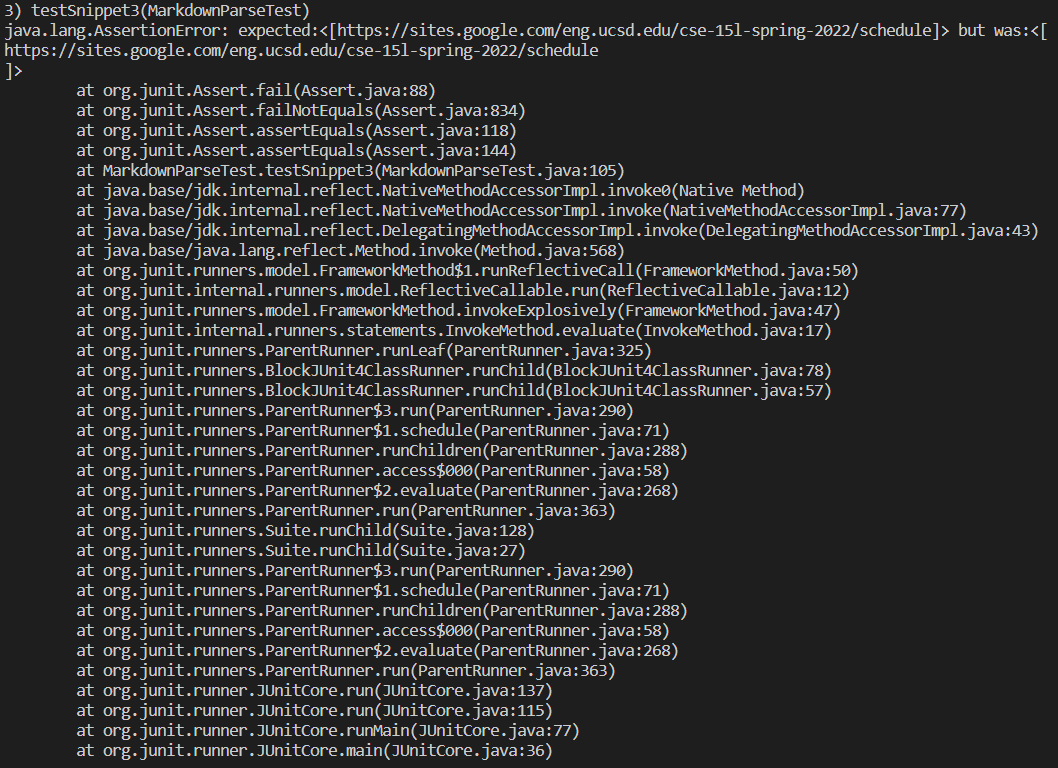 3) testSnippet3(MarkdownParseTest)
java.lang.AssertionError: expected:<[https://sites.google.com/eng.ucsd.edu/cse-15l-spring-2022/schedule]> but was:<[
https://sites.google.com/eng.ucsd.edu/cse-15l-spring-2022/schedule
]>
at org.junit.Assert.fail(Assert.java:88)
at org.junit.Assert.failNotEquals(Assert.java:834)
at org.junit.Assert.assertEquals(Assert.java:118)
at org.junit.Assert.assertEquals(Assert.java:144)
at MarkdownParseTest.testSnippet3(MarkdownParseTest.java:105)
at java.base/jdk.internal.reflect.NativeMethodAccessorImpl.invoke0(Native Method)
at java.base/jdk.internal.reflect.NativeMethodAccessorImpl.invoke(NativeMethodAccessorImpl.java:77)
at java.base/jdk.internal.reflect.DelegatingMethodAccessorImpl.invoke(DelegatingMethodAccessorImpl.java:43)
at java.base/java.lang.reflect.Method.invoke(Method.java:568)
at org.junit.runners.model.FrameworkMethod$1.runReflectiveCall(FrameworkMethod.java:50)
at org.junit.internal.runners.model.ReflectiveCallable.run(ReflectiveCallable.java:12)
at org.junit.runners.model.FrameworkMethod.invokeExplosively(FrameworkMethod.java:47)
at org.junit.internal.runners.statements.InvokeMethod.evaluate(InvokeMethod.java:17)
at org.junit.runners.ParentRunner.runLeaf(ParentRunner.java:325)
at org.junit.runners.BlockJUnit4ClassRunner.runChild(BlockJUnit4ClassRunner.java:78)
at org.junit.runners.BlockJUnit4ClassRunner.runChild(BlockJUnit4ClassRunner.java:57)
at org.junit.runners.ParentRunner$3.run(ParentRunner.java:290)
at org.junit.runners.ParentRunner$1.schedule(ParentRunner.java:71)
at org.junit.runners.ParentRunner.runChildren(ParentRunner.java:288)
at org.junit.runners.ParentRunner.access$000(ParentRunner.java:58)
at org.junit.runners.ParentRunner$2.evaluate(ParentRunner.java:268)
at org.junit.runners.ParentRunner.run(ParentRunner.java:363)
at org.junit.runners.Suite.runChild(Suite.java:128)
at org.junit.runners.Suite.runChild(Suite.java:27)
at org.junit.runners.ParentRunner$3.run(ParentRunner.java:290)
at org.junit.runners.ParentRunner$1.schedule(ParentRunner.java:71)
at org.junit.runners.ParentRunner.runChildren(ParentRunner.java:288)
at org.junit.runners.ParentRunner.access$000(ParentRunner.java:58)
at org.junit.runners.ParentRunner$2.evaluate(ParentRunner.java:268)
at org.junit.runners.ParentRunner.run(ParentRunner.java:363)
at org.junit.runner.JUnitCore.run(JUnitCore.java:137)
at org.junit.runner.JUnitCore.run(JUnitCore.java:115)
at org.junit.runner.JUnitCore.runMain(JUnitCore.java:77)
at org.junit.runner.JUnitCore.main(JUnitCore.java:36)